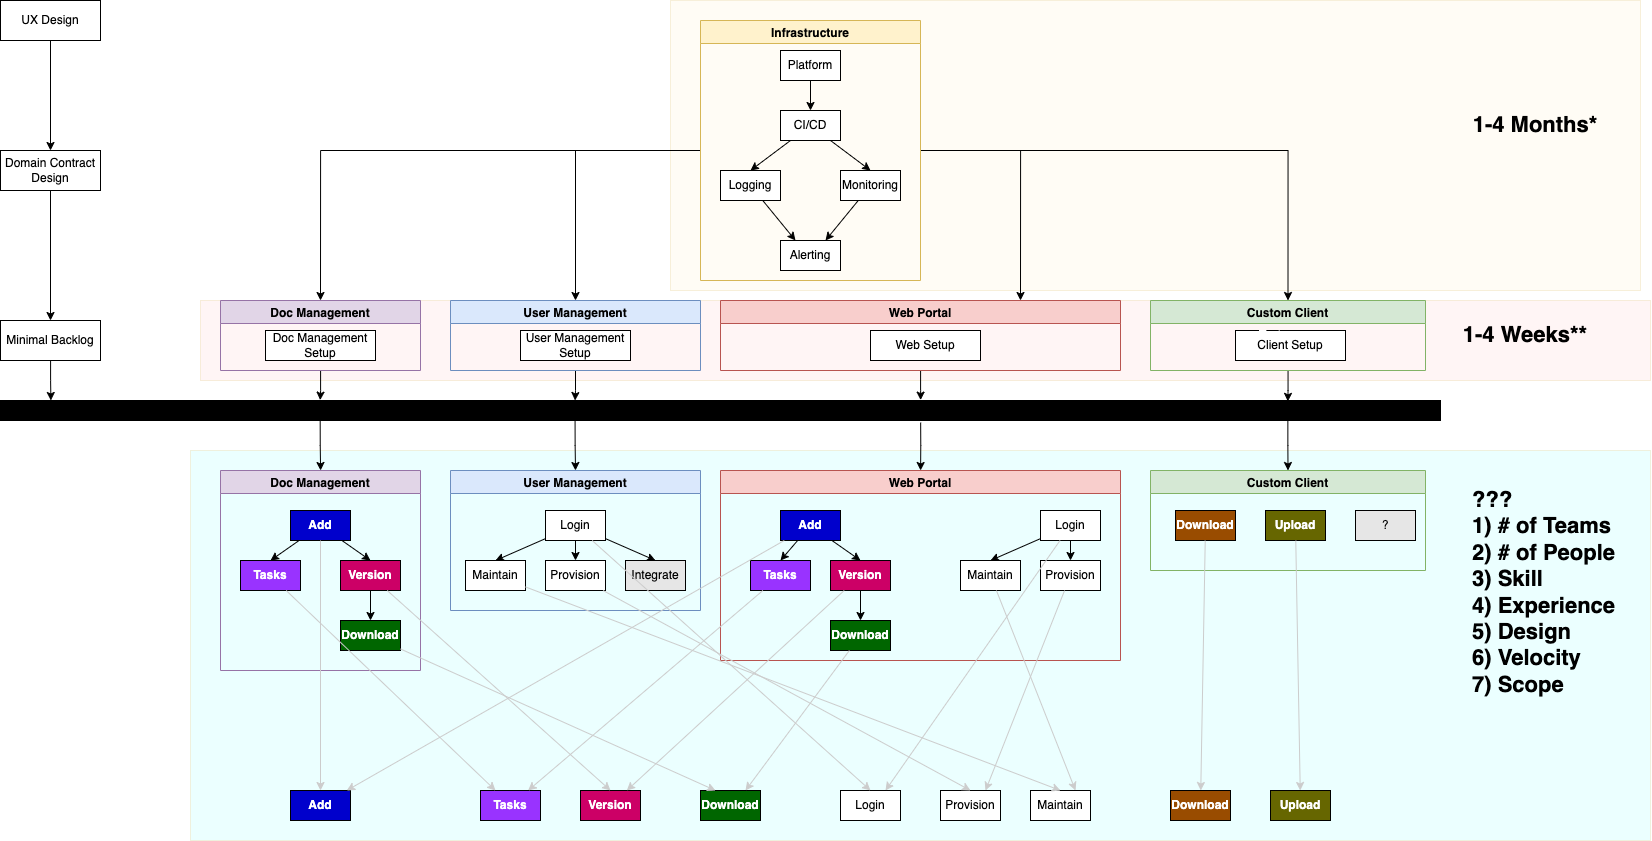 UX Design
Infrastructure
Platform
CI/CD
1-4 Months*
Domain Contract
Design
Logging
Monitoring
Alerting
Doc Management
User Management
Web Portal
Custom Client
Minimal Backlog
Doc Management
Setup
User Management
Setup
Web Setup
Client Setup
1-4 Weeks**
Doc Management
User Management
Web Portal
Custom Client
Add
Tasks
Version
Download
Login
Maintain
Provision
Integrate
Add
Tasks
Version
Download
Login
Maintain
Provision
Download
Upload
?
???
1) # of Teams
2) # of People
3) Skill
4) Experience
5) Design
6) Velocity
7) Scope
Add
Tasks
Version
Download
Login
Provision
Maintain
Download
Upload